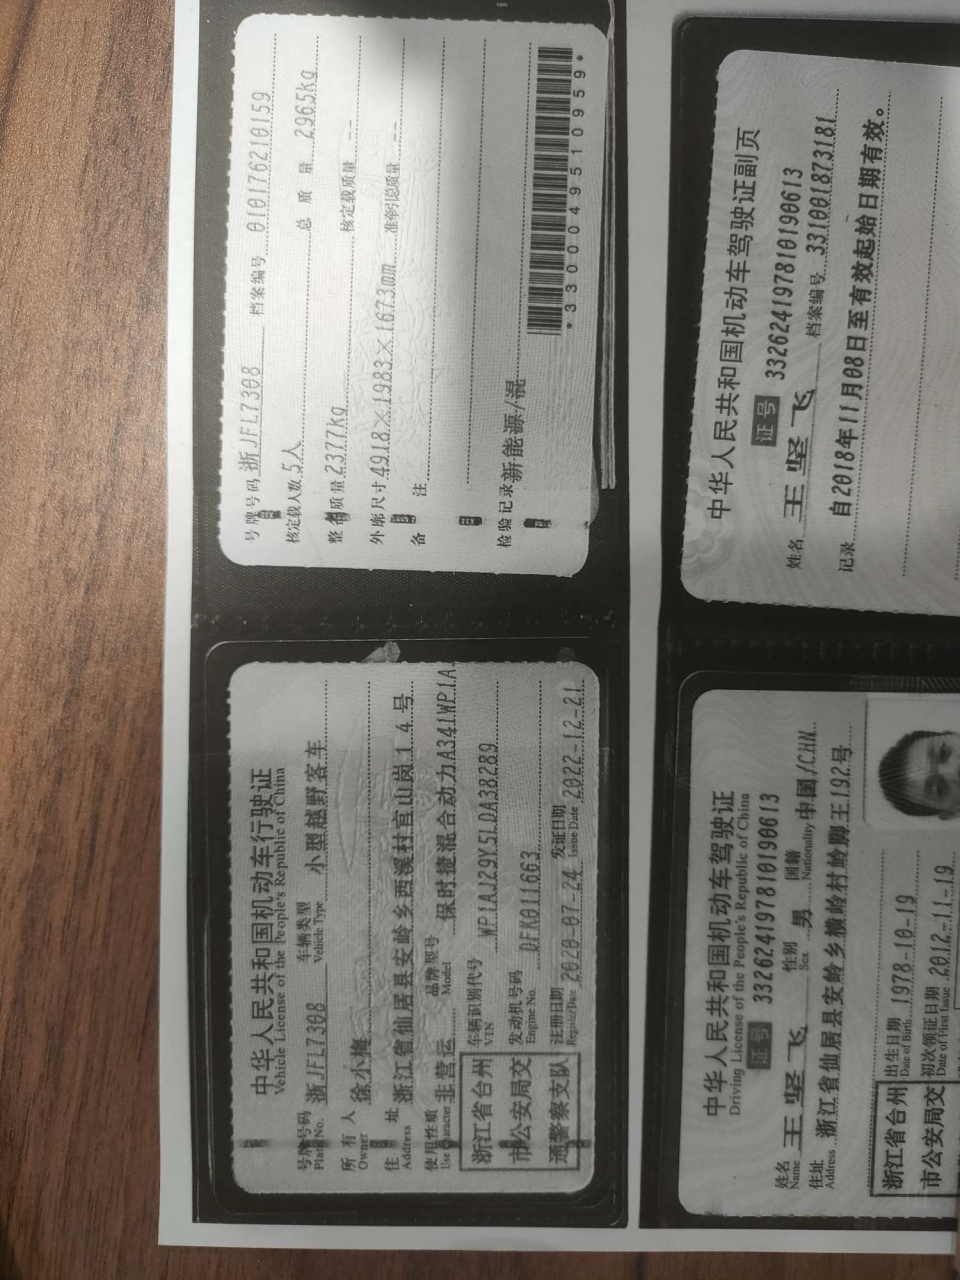 中华人民共和国机动车行驶证
Vehicle License of the People's Republic of China
号牌号码 Plate No. 浙JFL7308 车辆类型 Vehicle Type 小型越野客车
所有人 Owner 徐小梅
住址 Address 浙江省仙居县安岭乡西溪村官山岗14号
使用性质 Use Character 非营运 品牌型号 Model 保时捷混合动力A341WP1A
浙江省台州
市公安局交
通警察支队
车辆识别代号 VIN WP1AJ29Y5LDA38289
发动机号码 Engine No. DFK011663
注册日期 Register Date 2020-07-24 发证日期 Issue Date 2022-12-21
号牌号码 浙JFL7308 档案编号 010176210159
核定载人数 5人 总质量 2965kg
整备质量 2377kg 核定载质量 --
外廓尺寸 4918×1983×1673mm 准牵引总质量 --
备注
检验记录 新能源/混
*3300049510959*
中华人民共和国机动车驾驶证
Driving License of the People's Republic of China
证号 332624197810190613
姓名 Name 王坚飞 性别 Sex 男 国籍 Nationality 中国/CHN
住址 Address 浙江省仙居县安岭乡横岭村岭脚王192号
浙江省台州
市公安局交
出生日期 Date of Birth 1978-10-19
初次领证日期 Date of First Issue 2012-11-19
中华人民共和国机动车驾驶证副页
证号 332624197810190613
姓名 王坚飞 档案编号 331001873181
记录 自2018年11月08日至有效起始日期有效。